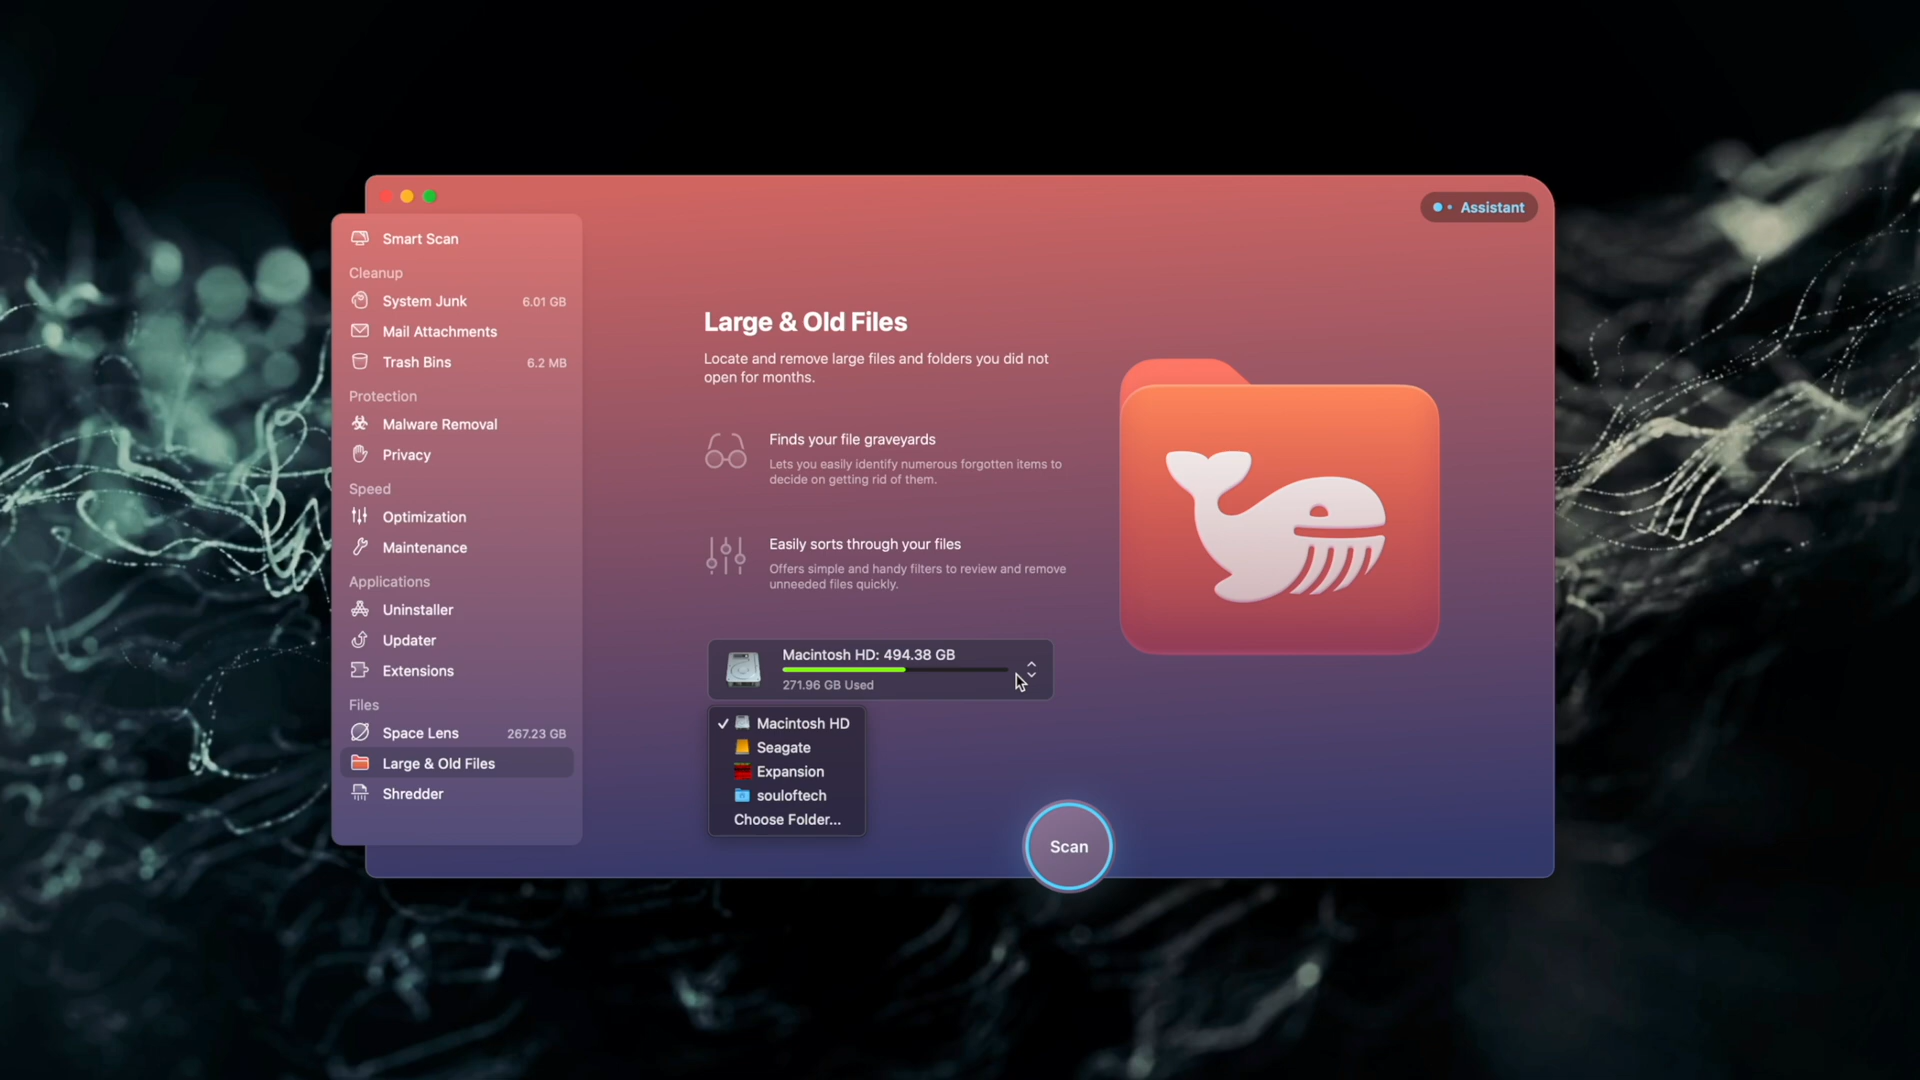 Assistant
Smart Scan
Cleanup
System Junk 6.01 GB
Mail Attachments
Trash Bins 6.2 MB
Protection
Malware Removal
Privacy
Speed
Optimization
Maintenance
Applications
Uninstaller
Updater
Extensions
Files
Space Lens 267.23 GB
Large & Old Files
Shredder
Large & Old Files
Locate and remove large files and folders you did not
open for months.
Finds your file graveyards
Lets you easily identify numerous forgotten items to
decide on getting rid of them.
Easily sorts through your files
Offers simple and handy filters to review and remove
unneeded files quickly.
Macintosh HD: 494.38 GB
271.96 GB Used
Macintosh HD
Seagate
Expansion
souloftech
Choose Folder...
Scan